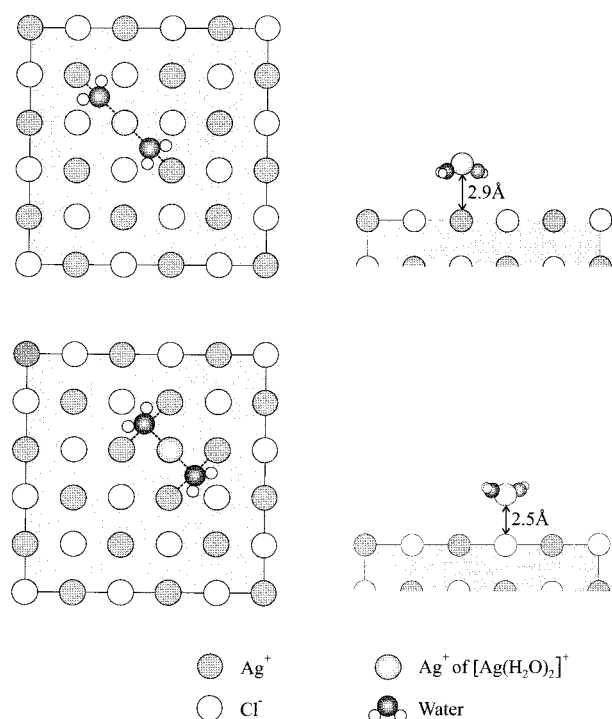 2.9Å
2.5Å
Ag⁺
Ag⁺ of [Ag(H₂O)₂]⁺
Cl⁻
Water